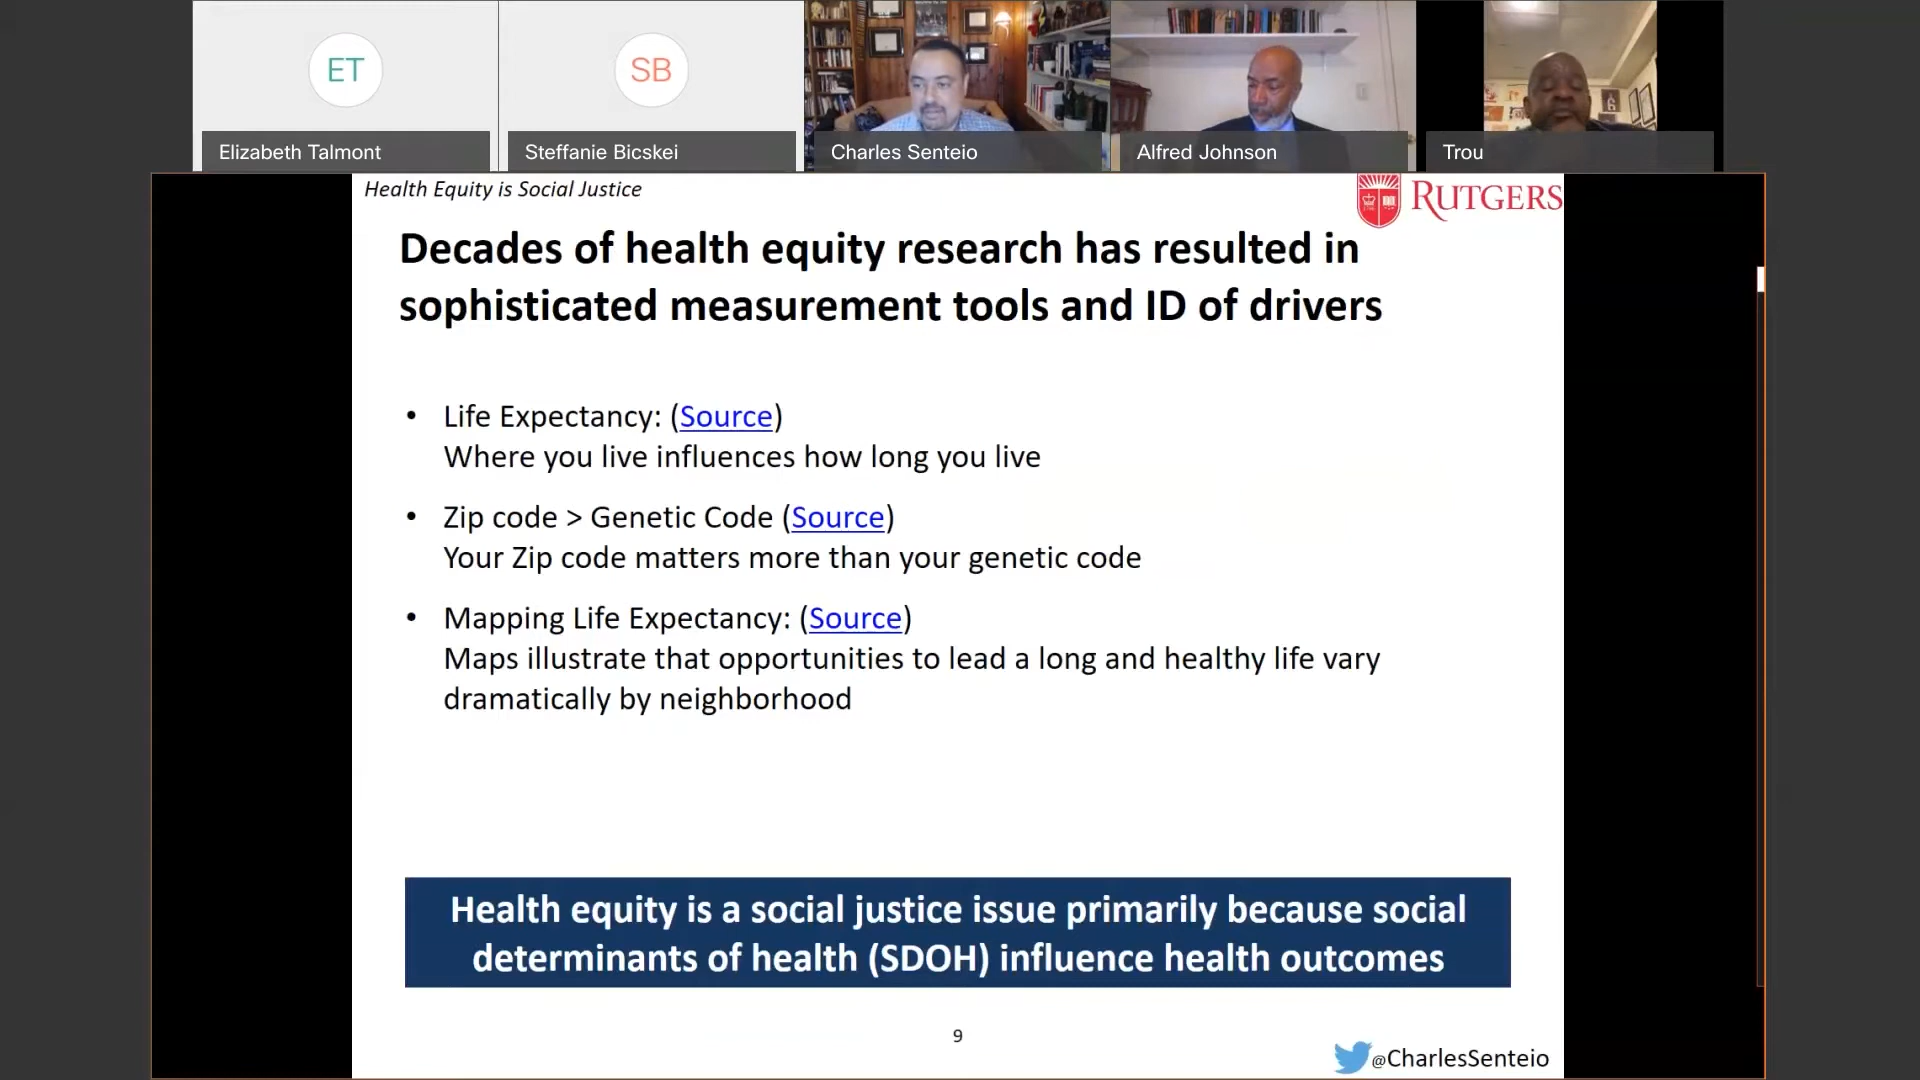 ET
SB
Elizabeth Talmont
Steffanie Bicskei
Charles Senteio
Alfred Johnson
Trou
Health Equity is Social Justice
RUTGERS
Decades of health equity research has resulted in
sophisticated measurement tools and ID of drivers
• Life Expectancy: (Source)
Where you live influences how long you live
• Zip code > Genetic Code (Source)
Your Zip code matters more than your genetic code
• Mapping Life Expectancy: (Source)
Maps illustrate that opportunities to lead a long and healthy life vary
dramatically by neighborhood
Health equity is a social justice issue primarily because social
determinants of health (SDOH) influence health outcomes
9
@CharlesSenteio